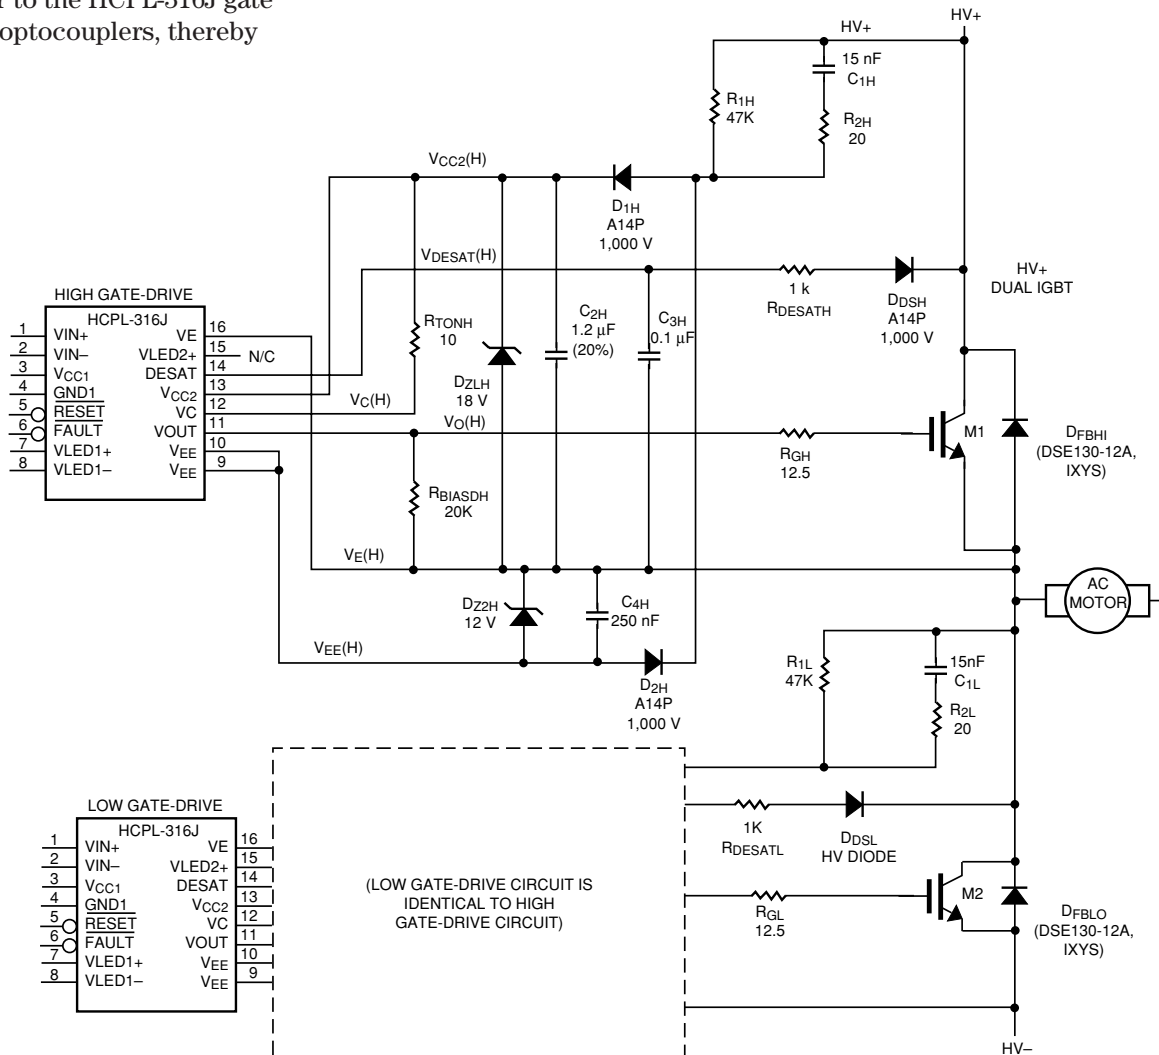 r to the HCPL-316J gate
optocouplers, thereby
HV+
HV+
15 nF
C1H
R1H
47K
R2H
20
VCC2(H)
D1H
A14P
1,000 V
VDESAT(H)
1 k
RDESATH
DDSH
A14P
1,000 V
HV+
DUAL IGBT
HIGH GATE-DRIVE
HCPL-316J
1 VIN+
2 VIN–
3 VCC1
4 GND1
5 RESET
6 FAULT
7 VLED1+
8 VLED1–
VE 16
VLED2+ 15 N/C
DESAT 14
VCC2 13
VC 12
VOUT 11
VEE 10
VEE 9
RTONH
10
DZLH
18 V
C2H
1.2 µF
(20%)
C3H
0.1 µF
VC(H)
VO(H)
RGH
12.5
M1
DFBHI
(DSE130-12A,
IXYS)
RBIASDH
20K
VE(H)
DZ2H
12 V
C4H
250 nF
VEE(H)
D2H
A14P
1,000 V
AC
MOTOR
R1L
47K
15nF
C1L
R2L
20
LOW GATE-DRIVE
HCPL-316J
1 VIN+
2 VIN–
3 VCC1
4 GND1
5 RESET
6 FAULT
7 VLED1+
8 VLED1–
VE 16
VLED2+ 15
DESAT 14
VCC2 13
VC 12
VOUT 11
VEE 10
VEE 9
(LOW GATE-DRIVE CIRCUIT IS
IDENTICAL TO HIGH
GATE-DRIVE CIRCUIT)
1K
RDESATL
DDSL
HV DIODE
RGL
12.5
M2
DFBLO
(DSE130-12A,
IXYS)
HV–